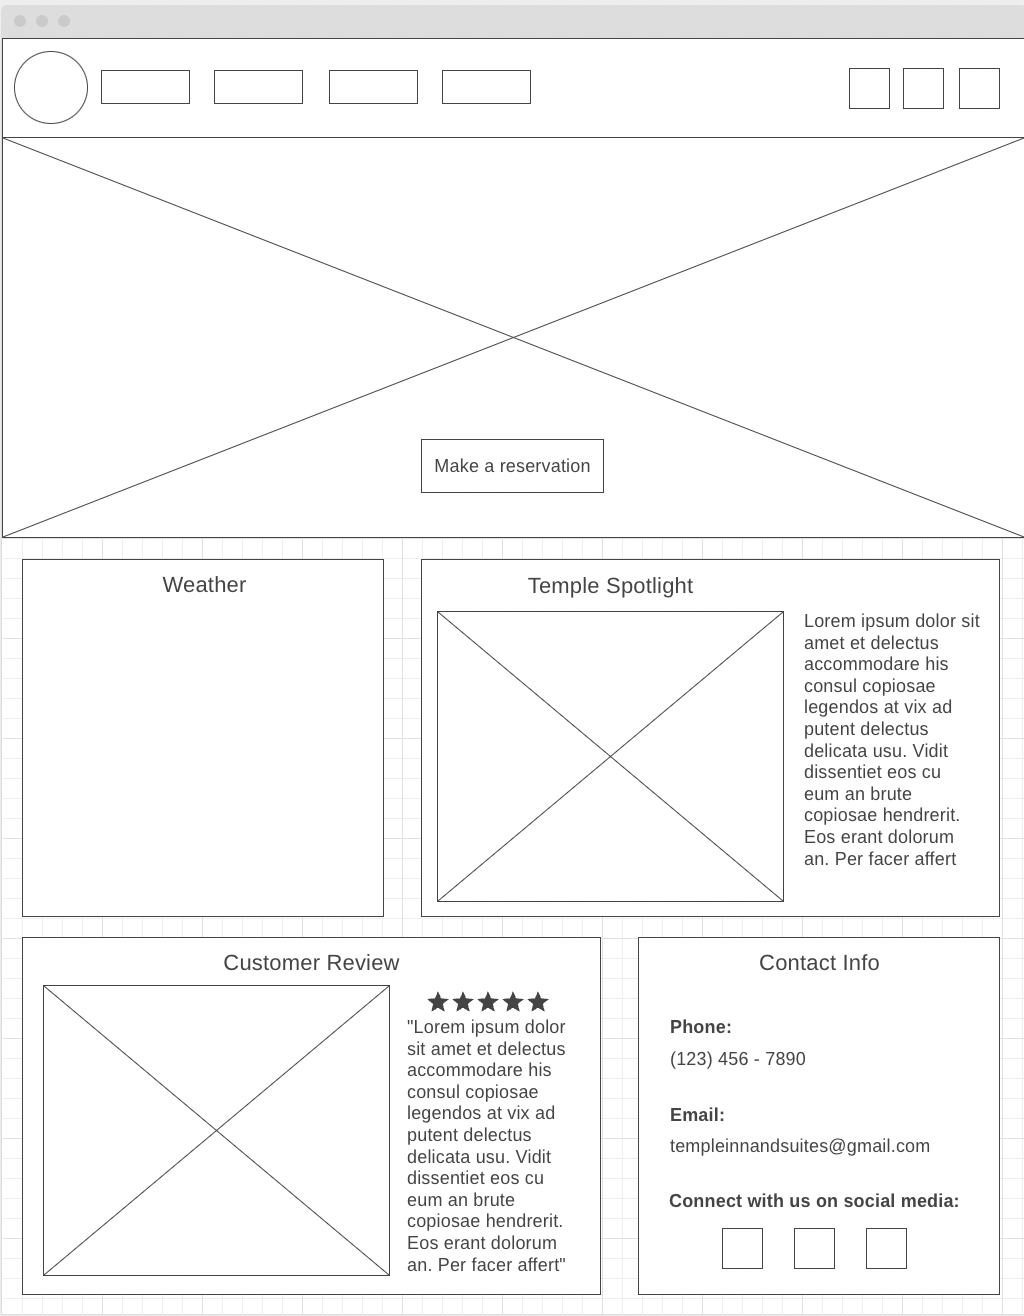 Make a reservation
Weather
Temple Spotlight
Lorem ipsum dolor sit
amet et delectus
accommodare his
consul copiosae
legendos at vix ad
putent delectus
delicata usu. Vidit
dissentiet eos cu
eum an brute
copiosae hendrerit.
Eos erant dolorum
an. Per facer affert
Customer Review
"Lorem ipsum dolor
sit amet et delectus
accommodare his
consul copiosae
legendos at vix ad
putent delectus
delicata usu. Vidit
dissentiet eos cu
eum an brute
copiosae hendrerit.
Eos erant dolorum
an. Per facer affert"
Contact Info
Phone:
(123) 456 - 7890
Email:
templeinnandsuites@gmail.com
Connect with us on social media: